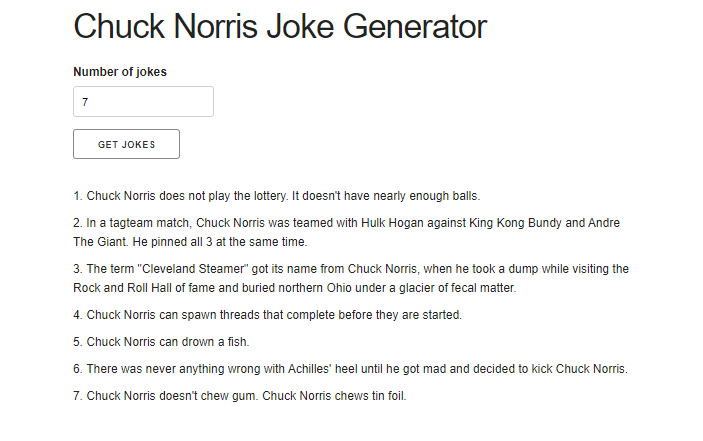 Chuck Norris Joke Generator
Number of jokes
7
GET JOKES
1. Chuck Norris does not play the lottery. It doesn't have nearly enough balls.
2. In a tagteam match, Chuck Norris was teamed with Hulk Hogan against King Kong Bundy and Andre
The Giant. He pinned all 3 at the same time.
3. The term "Cleveland Steamer" got its name from Chuck Norris, when he took a dump while visiting the
Rock and Roll Hall of fame and buried northern Ohio under a glacier of fecal matter.
4. Chuck Norris can spawn threads that complete before they are started.
5. Chuck Norris can drown a fish.
6. There was never anything wrong with Achilles' heel until he got mad and decided to kick Chuck Norris.
7. Chuck Norris doesn't chew gum. Chuck Norris chews tin foil.